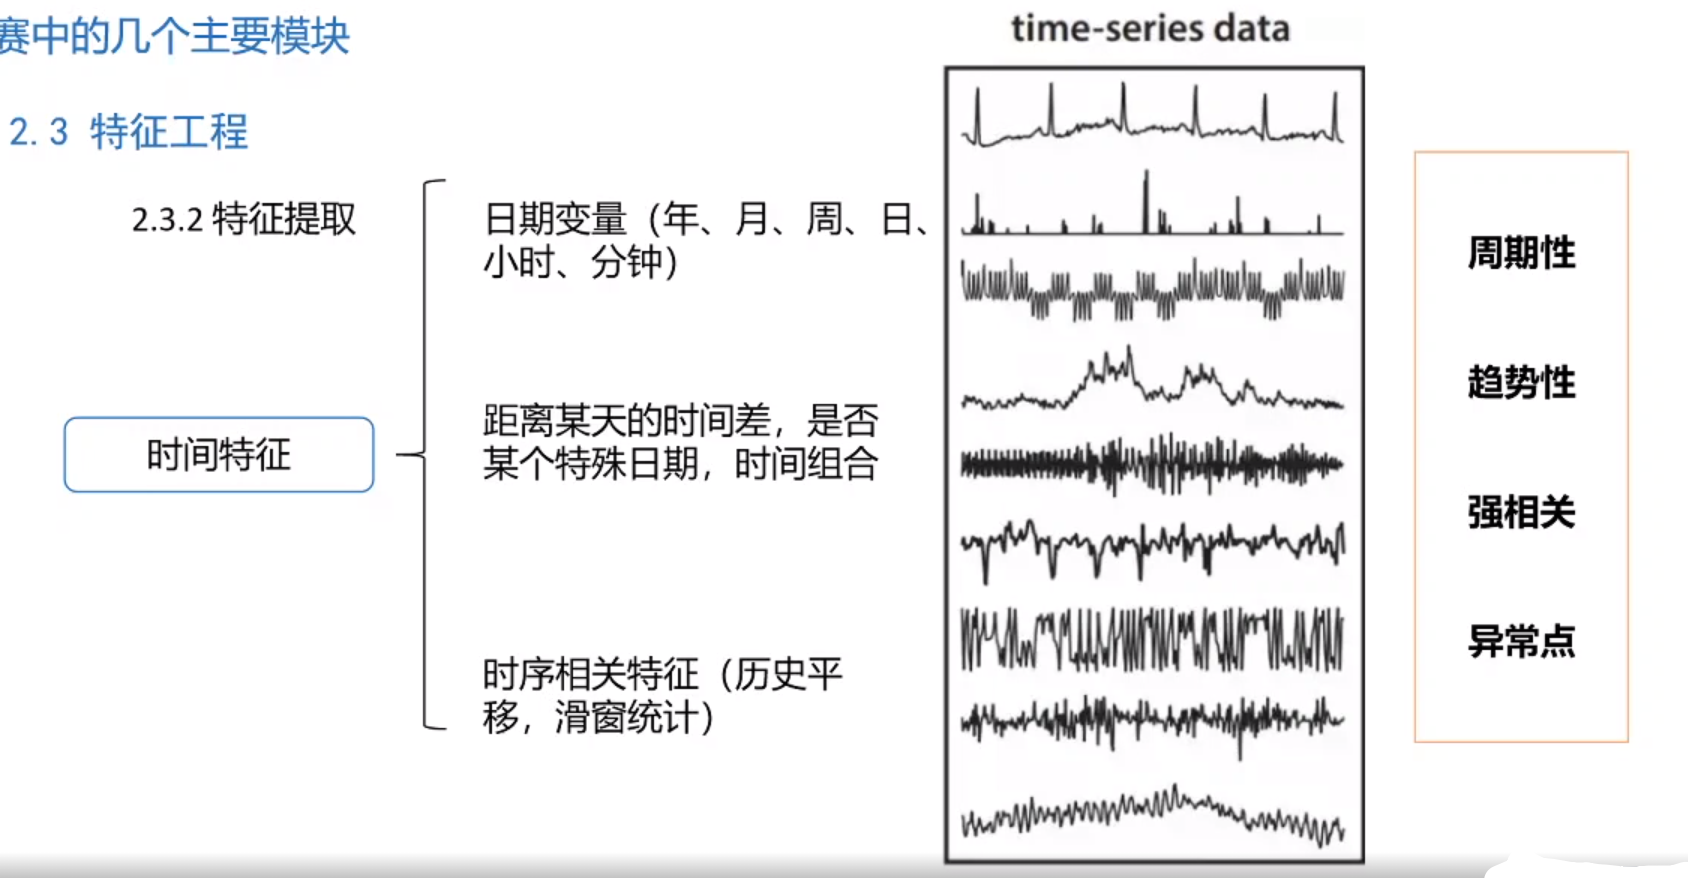 赛中的几个主要模块
time-series data
2.3 特征工程
2.3.2 特征提取
日期变量（年、月、周、日、
小时、分钟）
时间特征
距离某天的时间差，是否
某个特殊日期，时间组合
时序相关特征（历史平
移，滑窗统计）
周期性
趋势性
强相关
异常点